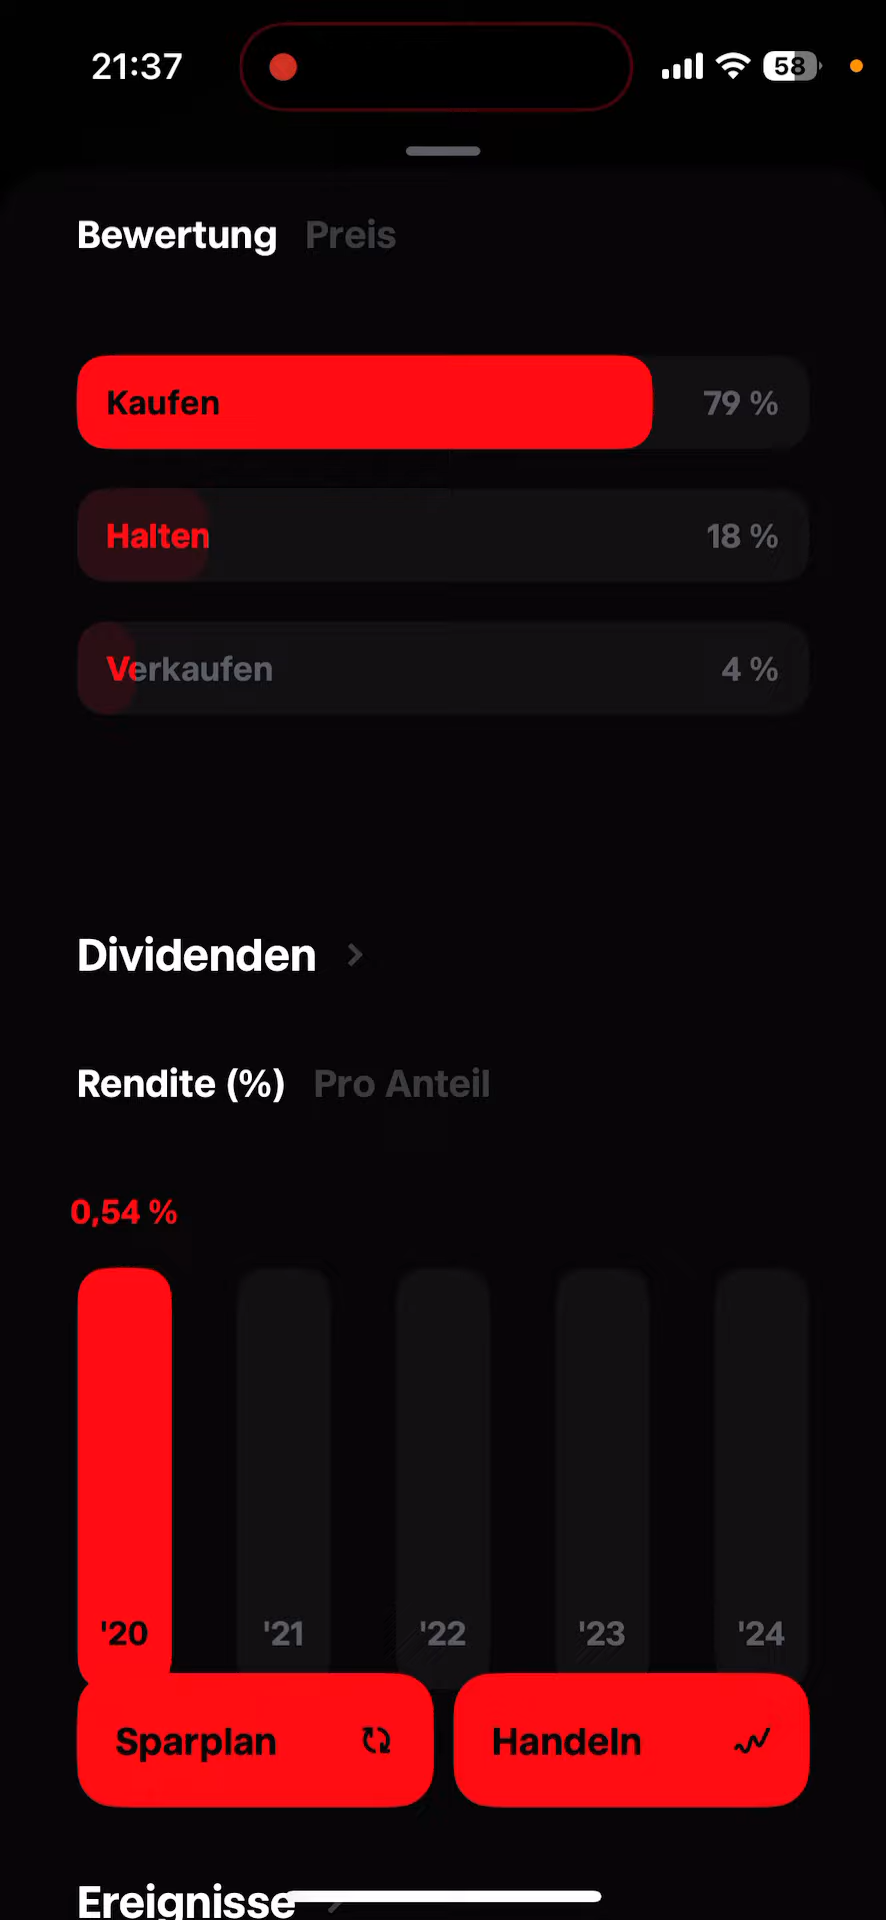 21:37 58
Bewertung Preis
Kaufen 79 %
Halten 18 %
Verkaufen 4 %
Dividenden
Rendite (%) Pro Anteil
0,54 %
'20 '21 '22 '23 '24
Sparplan Handeln
Ereignisse